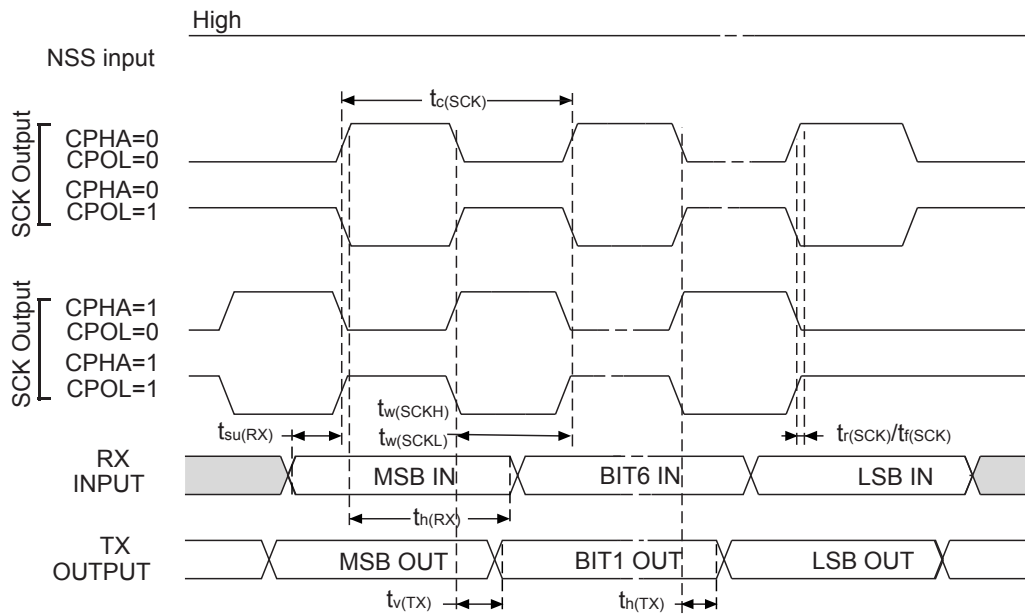 High
NSS input
tc(SCK)
SCK Output
CPHA=0
CPOL=0
CPHA=0
CPOL=1
SCK Output
CPHA=1
CPOL=0
CPHA=1
CPOL=1
tw(SCKH)
tw(SCKL)
tsu(RX)
tr(SCK)/tf(SCK)
RX
INPUT
MSB IN
BIT6 IN
LSB IN
th(RX)
TX
OUTPUT
MSB OUT
BIT1 OUT
LSB OUT
tv(TX)
th(TX)